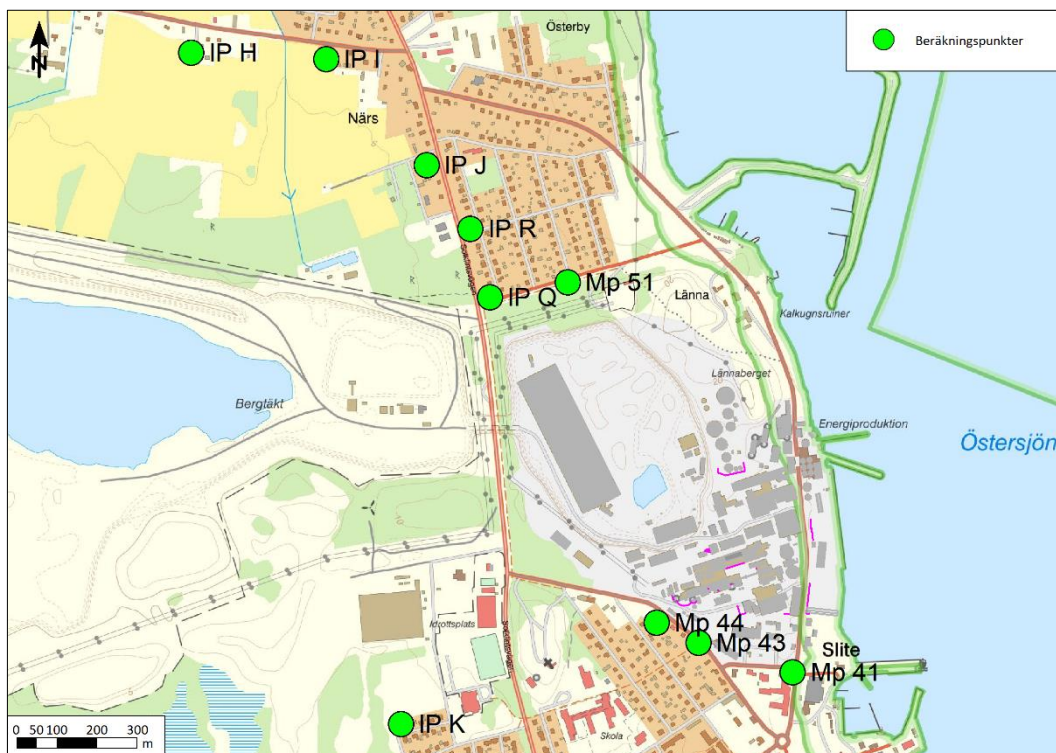 Österby
Beräkningspunkter
N
IP H
IP I
Närs
IP J
IP R
Mp 51
IP Q
Länna
Kalkugnsruiner
Lännaberget
Bergtäkt
Energiproduktion
Östersjön
Idrottsplats
Mp 44
Mp 43
Slite
Mp 41
IP K
Skola
0 50 100 200 300
m